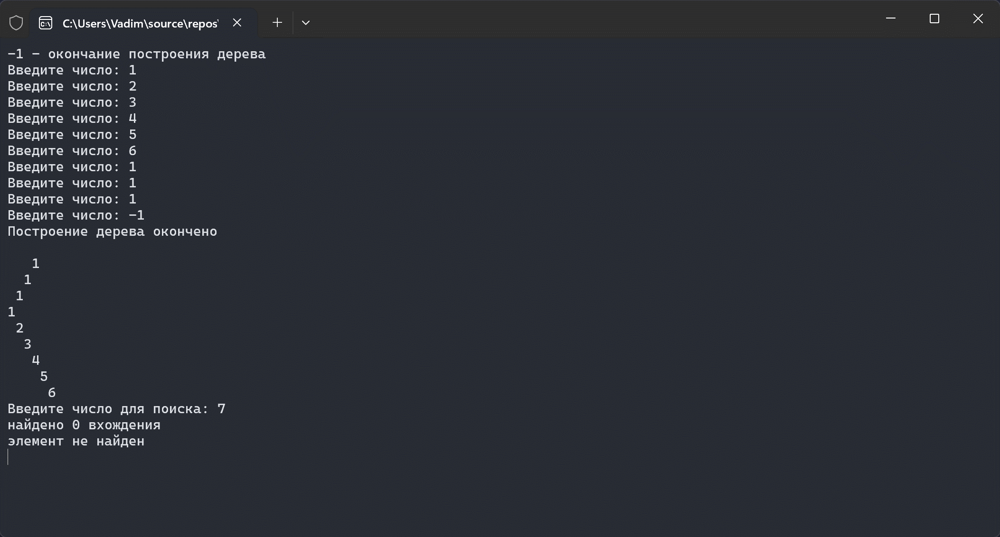 C:\Users\Vadim\source\repos\
-1 - окончание построения дерева
Введите число: 1
Введите число: 2
Введите число: 3
Введите число: 4
Введите число: 5
Введите число: 6
Введите число: 1
Введите число: 1
Введите число: 1
Введите число: -1
Построение дерева окончено

   1
  1
 1
1
 2
  3
   4
    5
     6
Введите число для поиска: 7
найдено 0 вхождения
элемент не найден